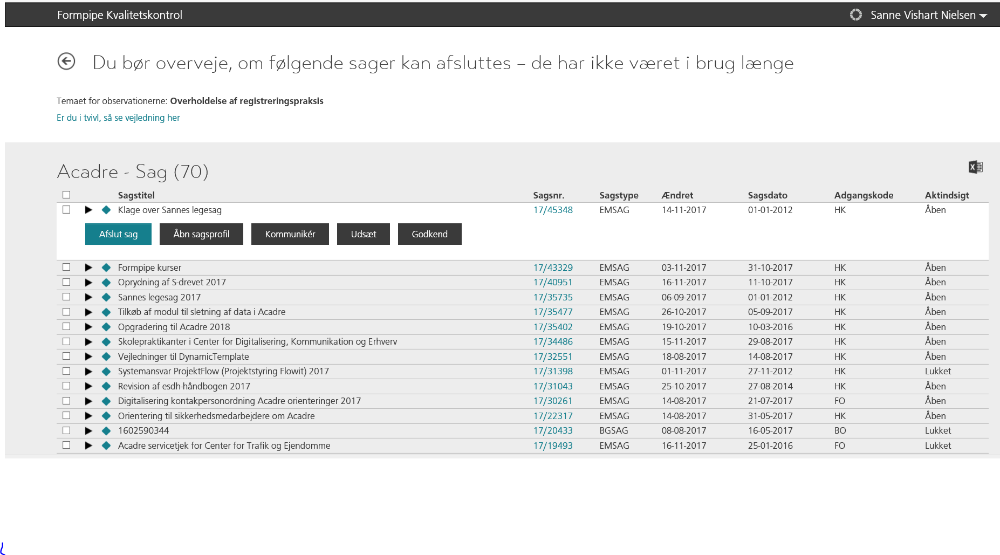 Formpipe Kvalitetskontrol Sanne Vishart Nielsen
Du bør overveje, om følgende sager kan afsluttes – de har ikke været i brug længe
Temaet for observationerne: Overholdelse af registreringspraksis
Er du i tvivl, så se vejledning her
Acadre - Sag (70)
Sagstitel Sagsnr. Sagstype Ændret Sagsdato Adgangskode Aktindsigt
Klage over Sannes legesag 17/45348 EMSAG 14-11-2017 01-01-2012 HK Åben
Afslut sag Åbn sagsprofil Kommunikér Udsæt Godkend
Formpipe kurser 17/43329 EMSAG 03-11-2017 31-10-2017 HK Åben
Oprydning af S-drevet 2017 17/40951 EMSAG 16-11-2017 11-10-2017 HK Åben
Sannes legesag 2017 17/35735 EMSAG 06-09-2017 01-01-2012 HK Åben
Tilkøb af modul til sletning af data i Acadre 17/35477 EMSAG 26-10-2017 05-09-2017 HK Åben
Opgradering til Acadre 2018 17/35402 EMSAG 19-10-2017 10-03-2016 HK Åben
Skolepraktikanter i Center for Digitalisering, Kommunikation og Erhverv 17/34486 EMSAG 15-11-2017 29-08-2017 HK Åben
Vejledninger til DynamicTemplate 17/32551 EMSAG 18-08-2017 14-08-2017 HK Åben
Systemansvar ProjektFlow (Projektstyring Flowit) 2017 17/31398 EMSAG 01-11-2017 27-11-2012 HK Lukket
Revision af esdh-håndbogen 2017 17/31043 EMSAG 25-10-2017 27-08-2014 HK Åben
Digitalisering kontakpersonordning Acadre orienteringer 2017 17/30261 EMSAG 14-08-2017 21-07-2017 FO Åben
Orientering til sikkerhedsmedarbejdere om Acadre 17/22317 EMSAG 14-08-2017 31-05-2017 HK Åben
1602590344 17/20433 BGSAG 08-08-2017 16-05-2017 BO Lukket
Acadre servicetjek for Center for Trafik og Ejendomme 17/19493 EMSAG 16-11-2017 25-01-2016 FO Lukket